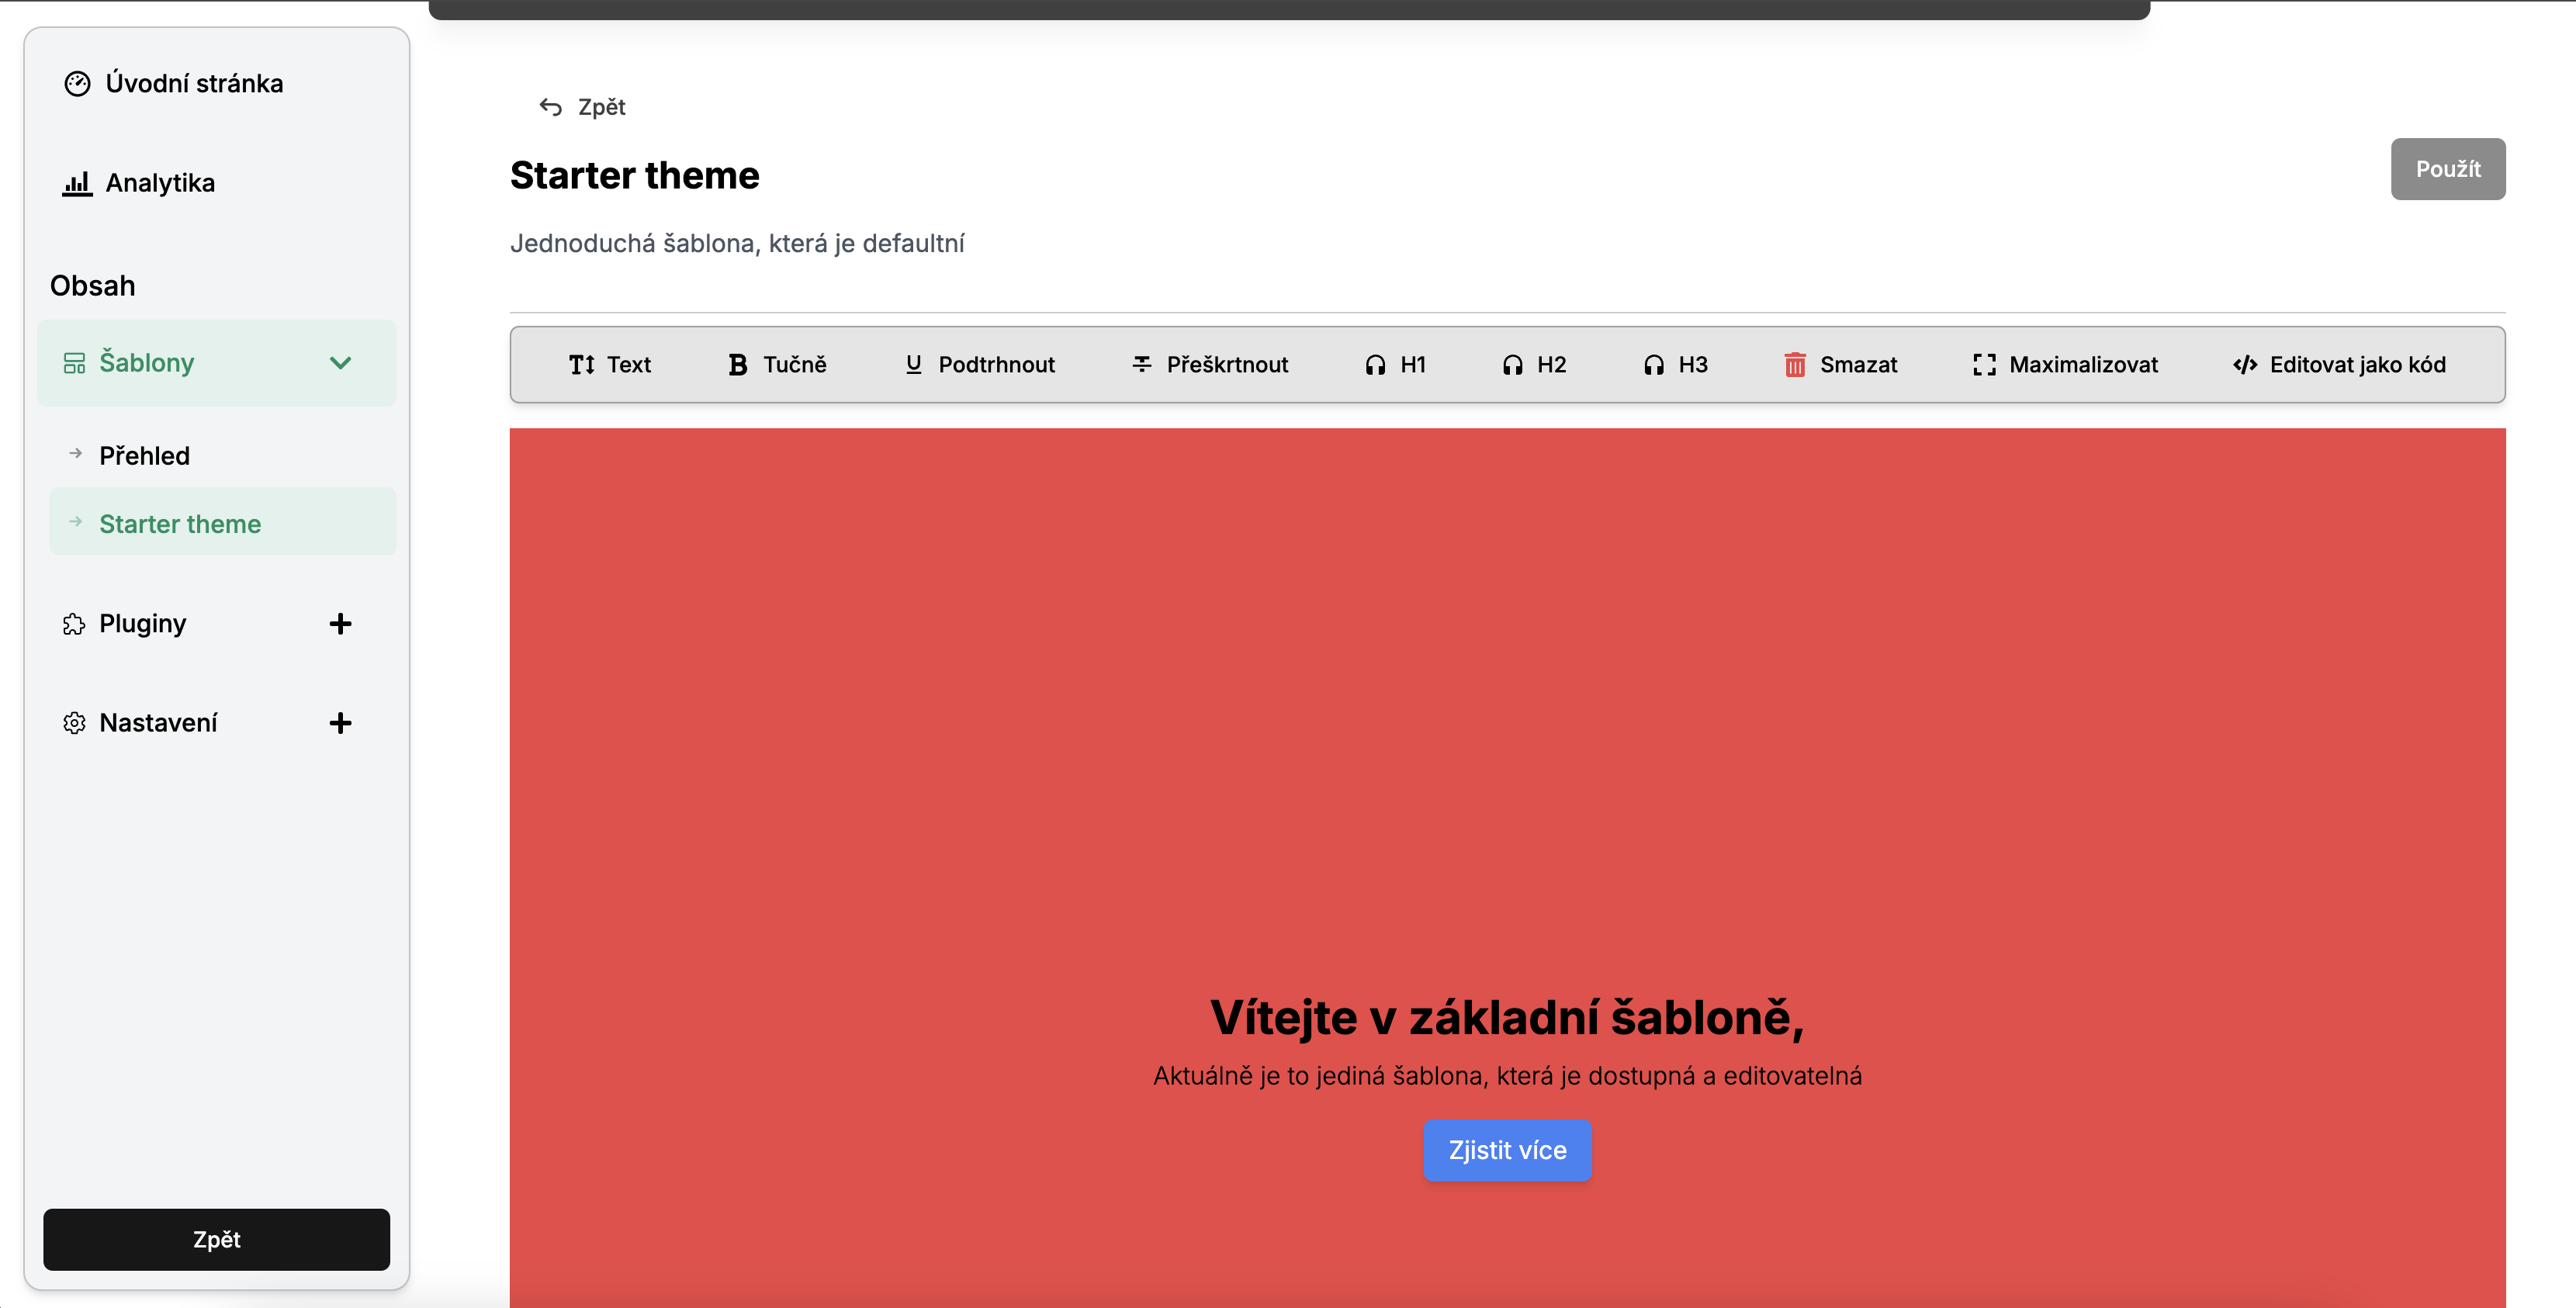 Úvodní stránka
Analytika
Obsah
Šablony
Přehled
Starter theme
Pluginy
Nastavení
Zpět
Zpět
Starter theme
Použít
Jednoduchá šablona, která je defaultní
Text Tučně Podtrhnout Přeškrtnout H1 H2 H3 Smazat Maximalizovat Editovat jako kód
Vítejte v základní šabloně,
Aktuálně je to jediná šablona, která je dostupná a editovatelná
Zjistit více